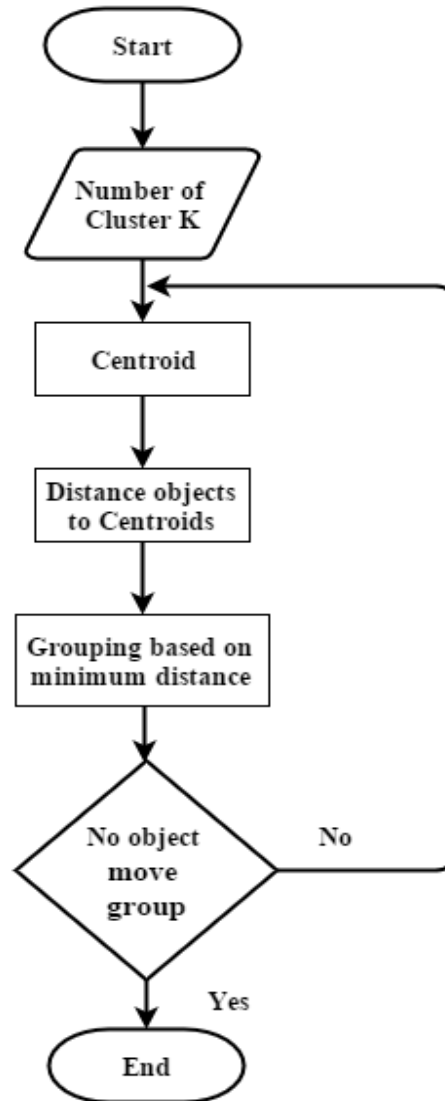 Start
Number of
Cluster K
Centroid
Distance objects
to Centroids
Grouping based on
minimum distance
No object
move
group
No
Yes
End